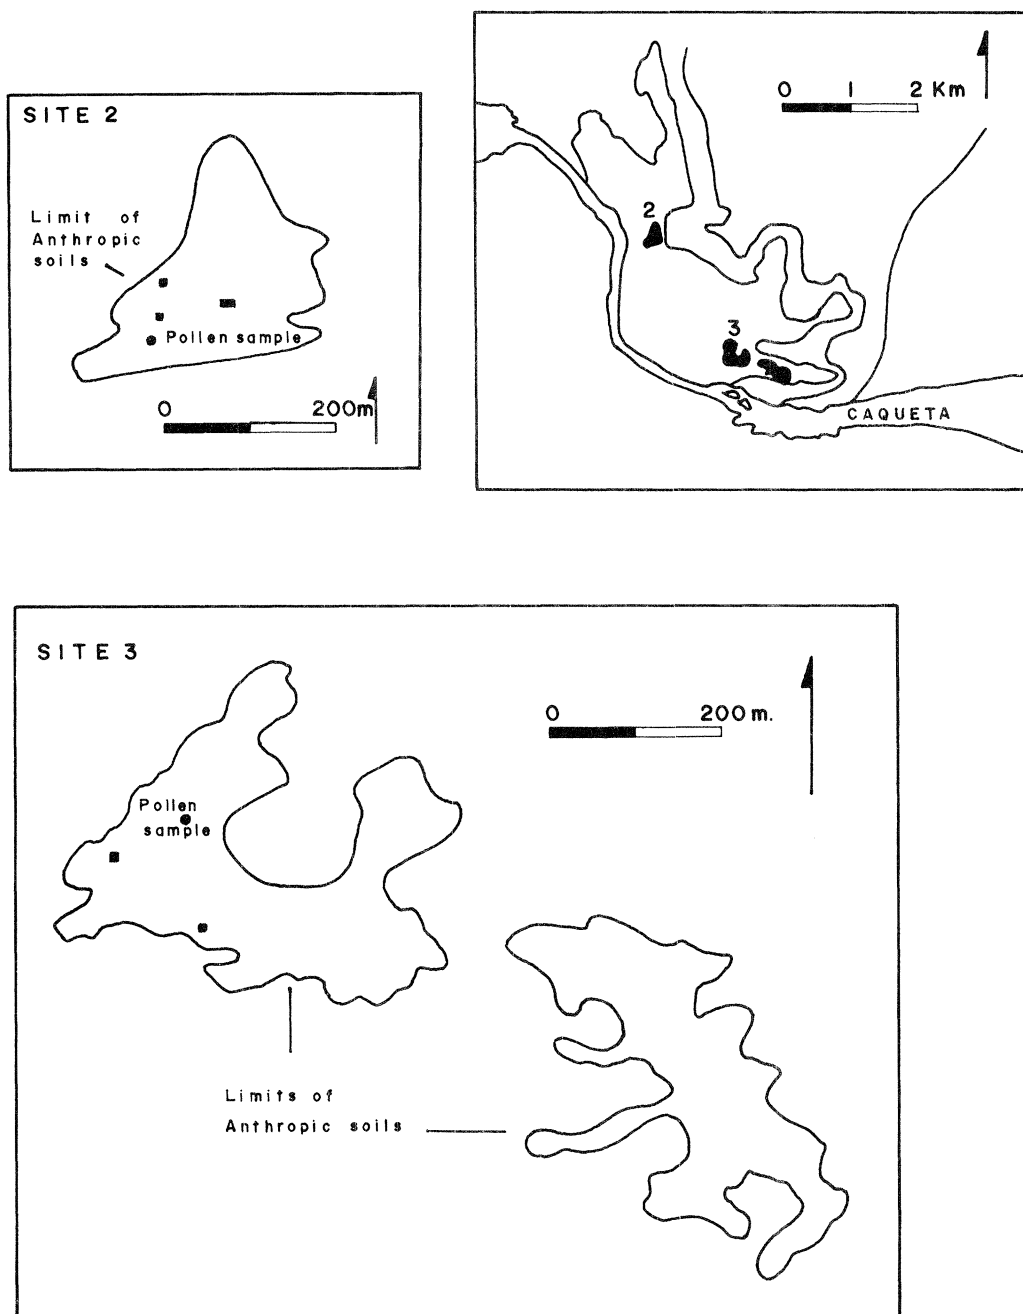 SITE 2
Limit of
Anthropic
soils
Pollen sample
0 200m
0 1 2 Km
2
3
CAQUETA
SITE 3
0 200 m.
Pollen
sample
Limits of
Anthropic soils